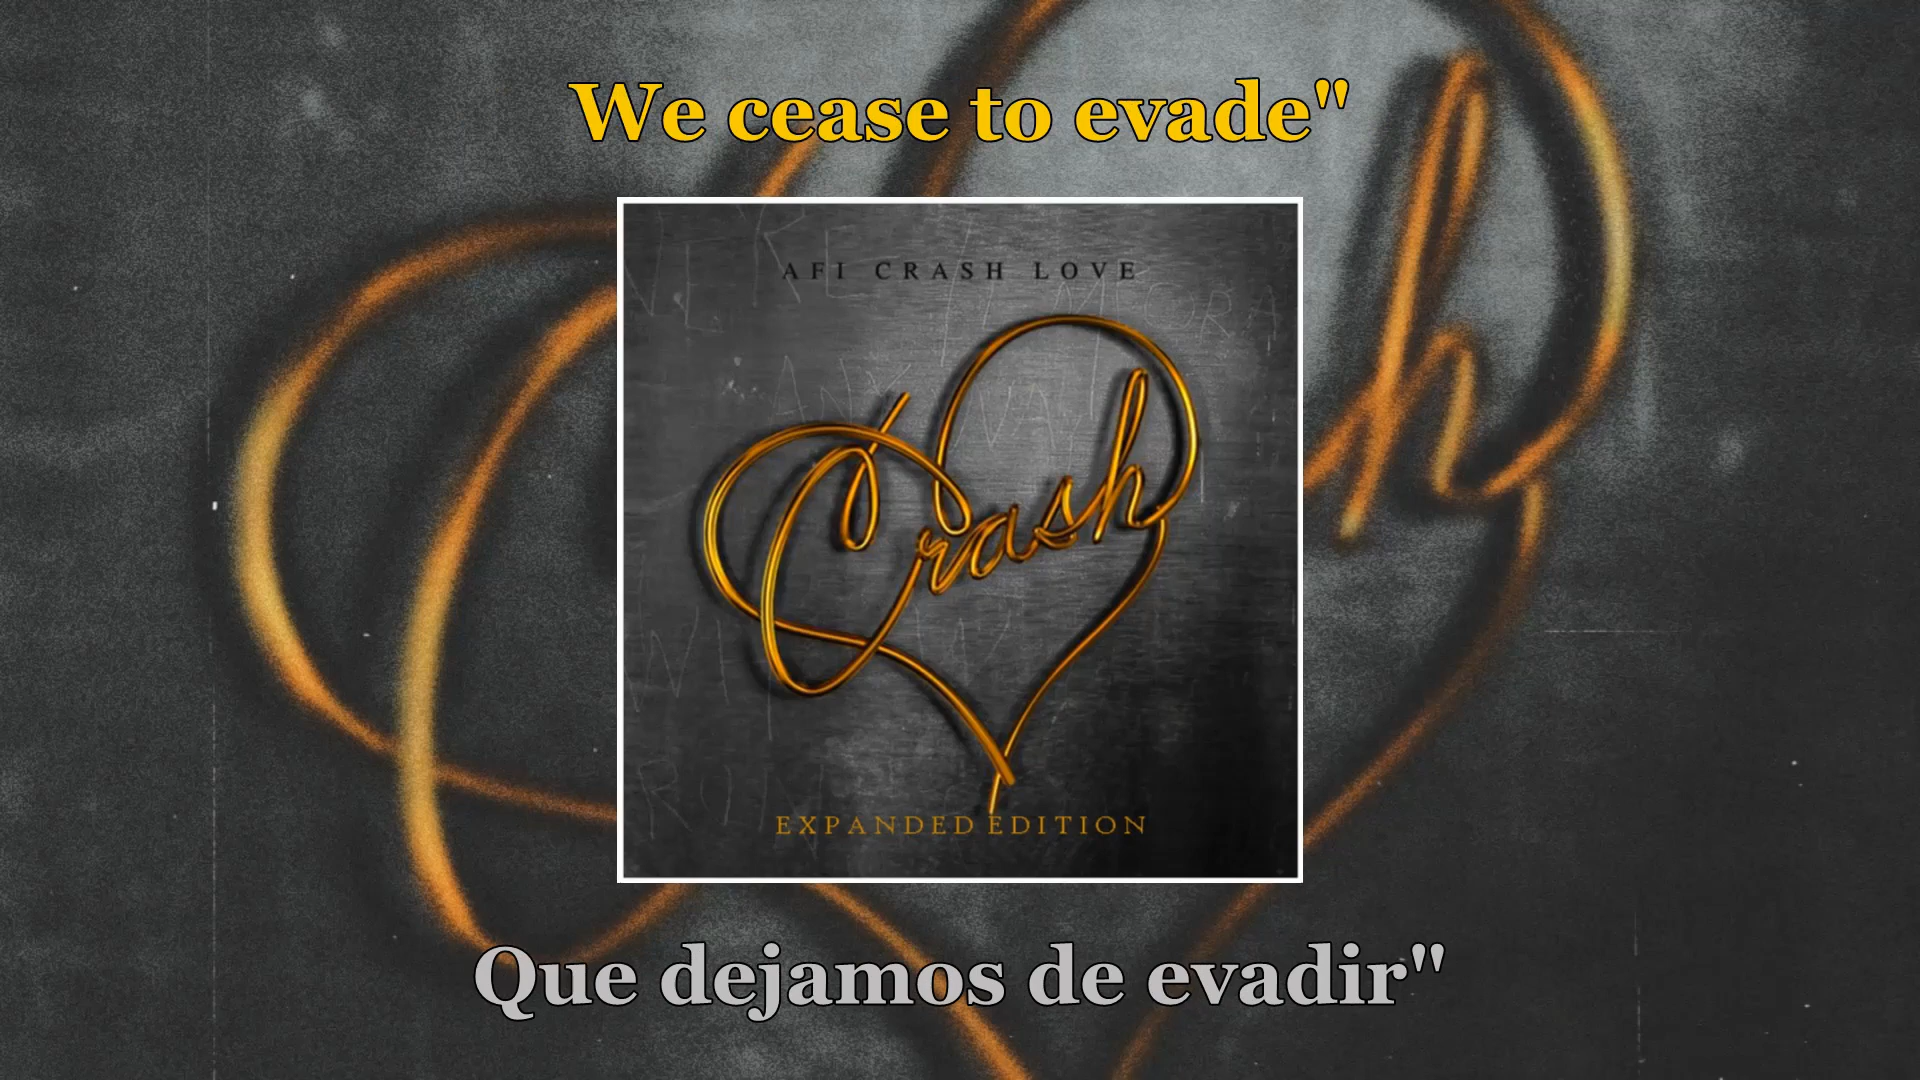 We cease to evade"
AFI CRASH LOVE
Crash
EXPANDED EDITION
Que dejamos de evadir"